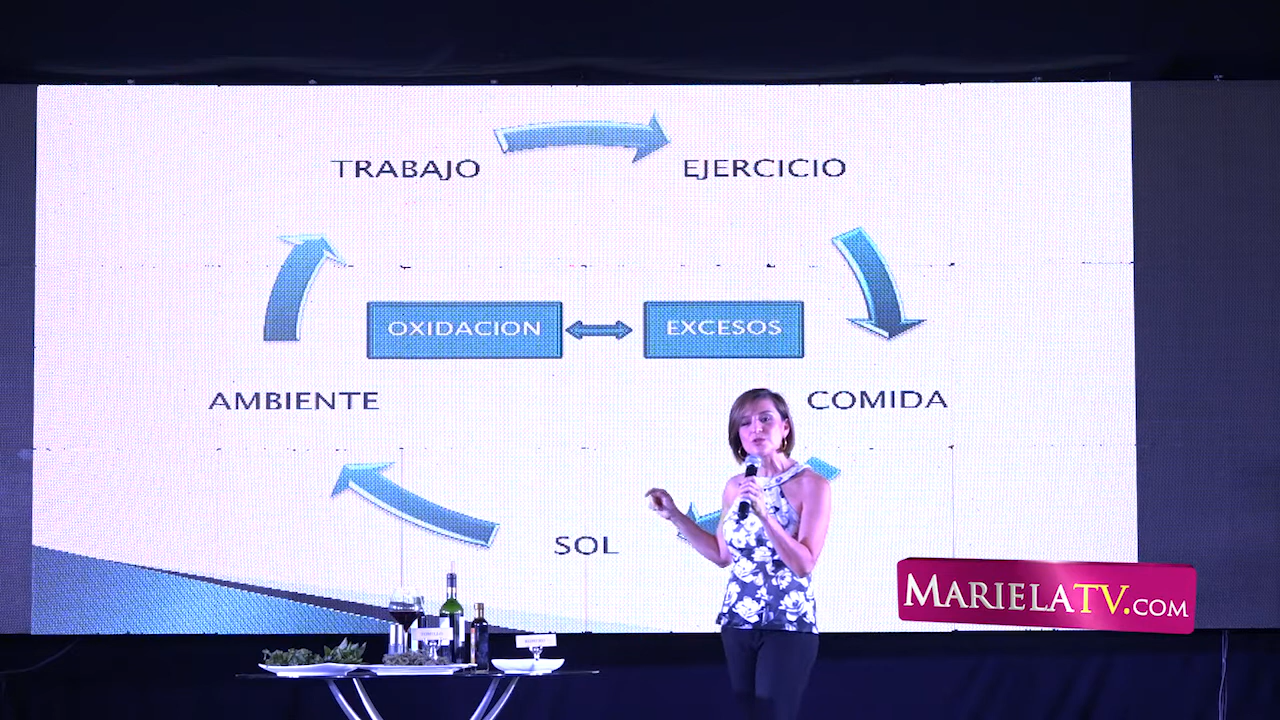 TRABAJO
EJERCICIO
OXIDACION
EXCESOS
AMBIENTE
COMIDA
SOL
MARIELATV.COM